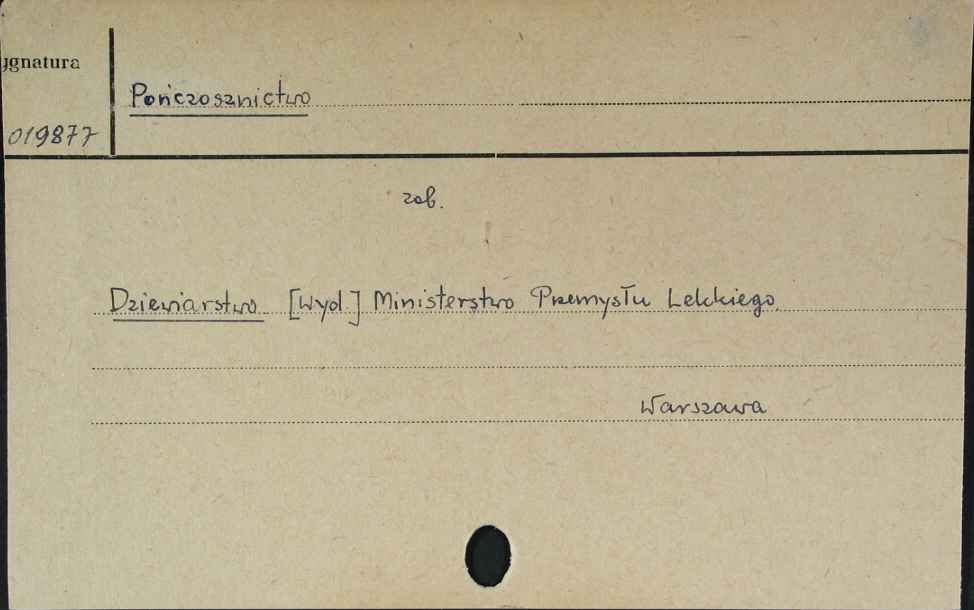 ygnatura
Pończosznictwo
019877
zob.
Dziewiarstwo [Wyd.] Ministerstwo Przemysłu Lekkiego,
Warszawa